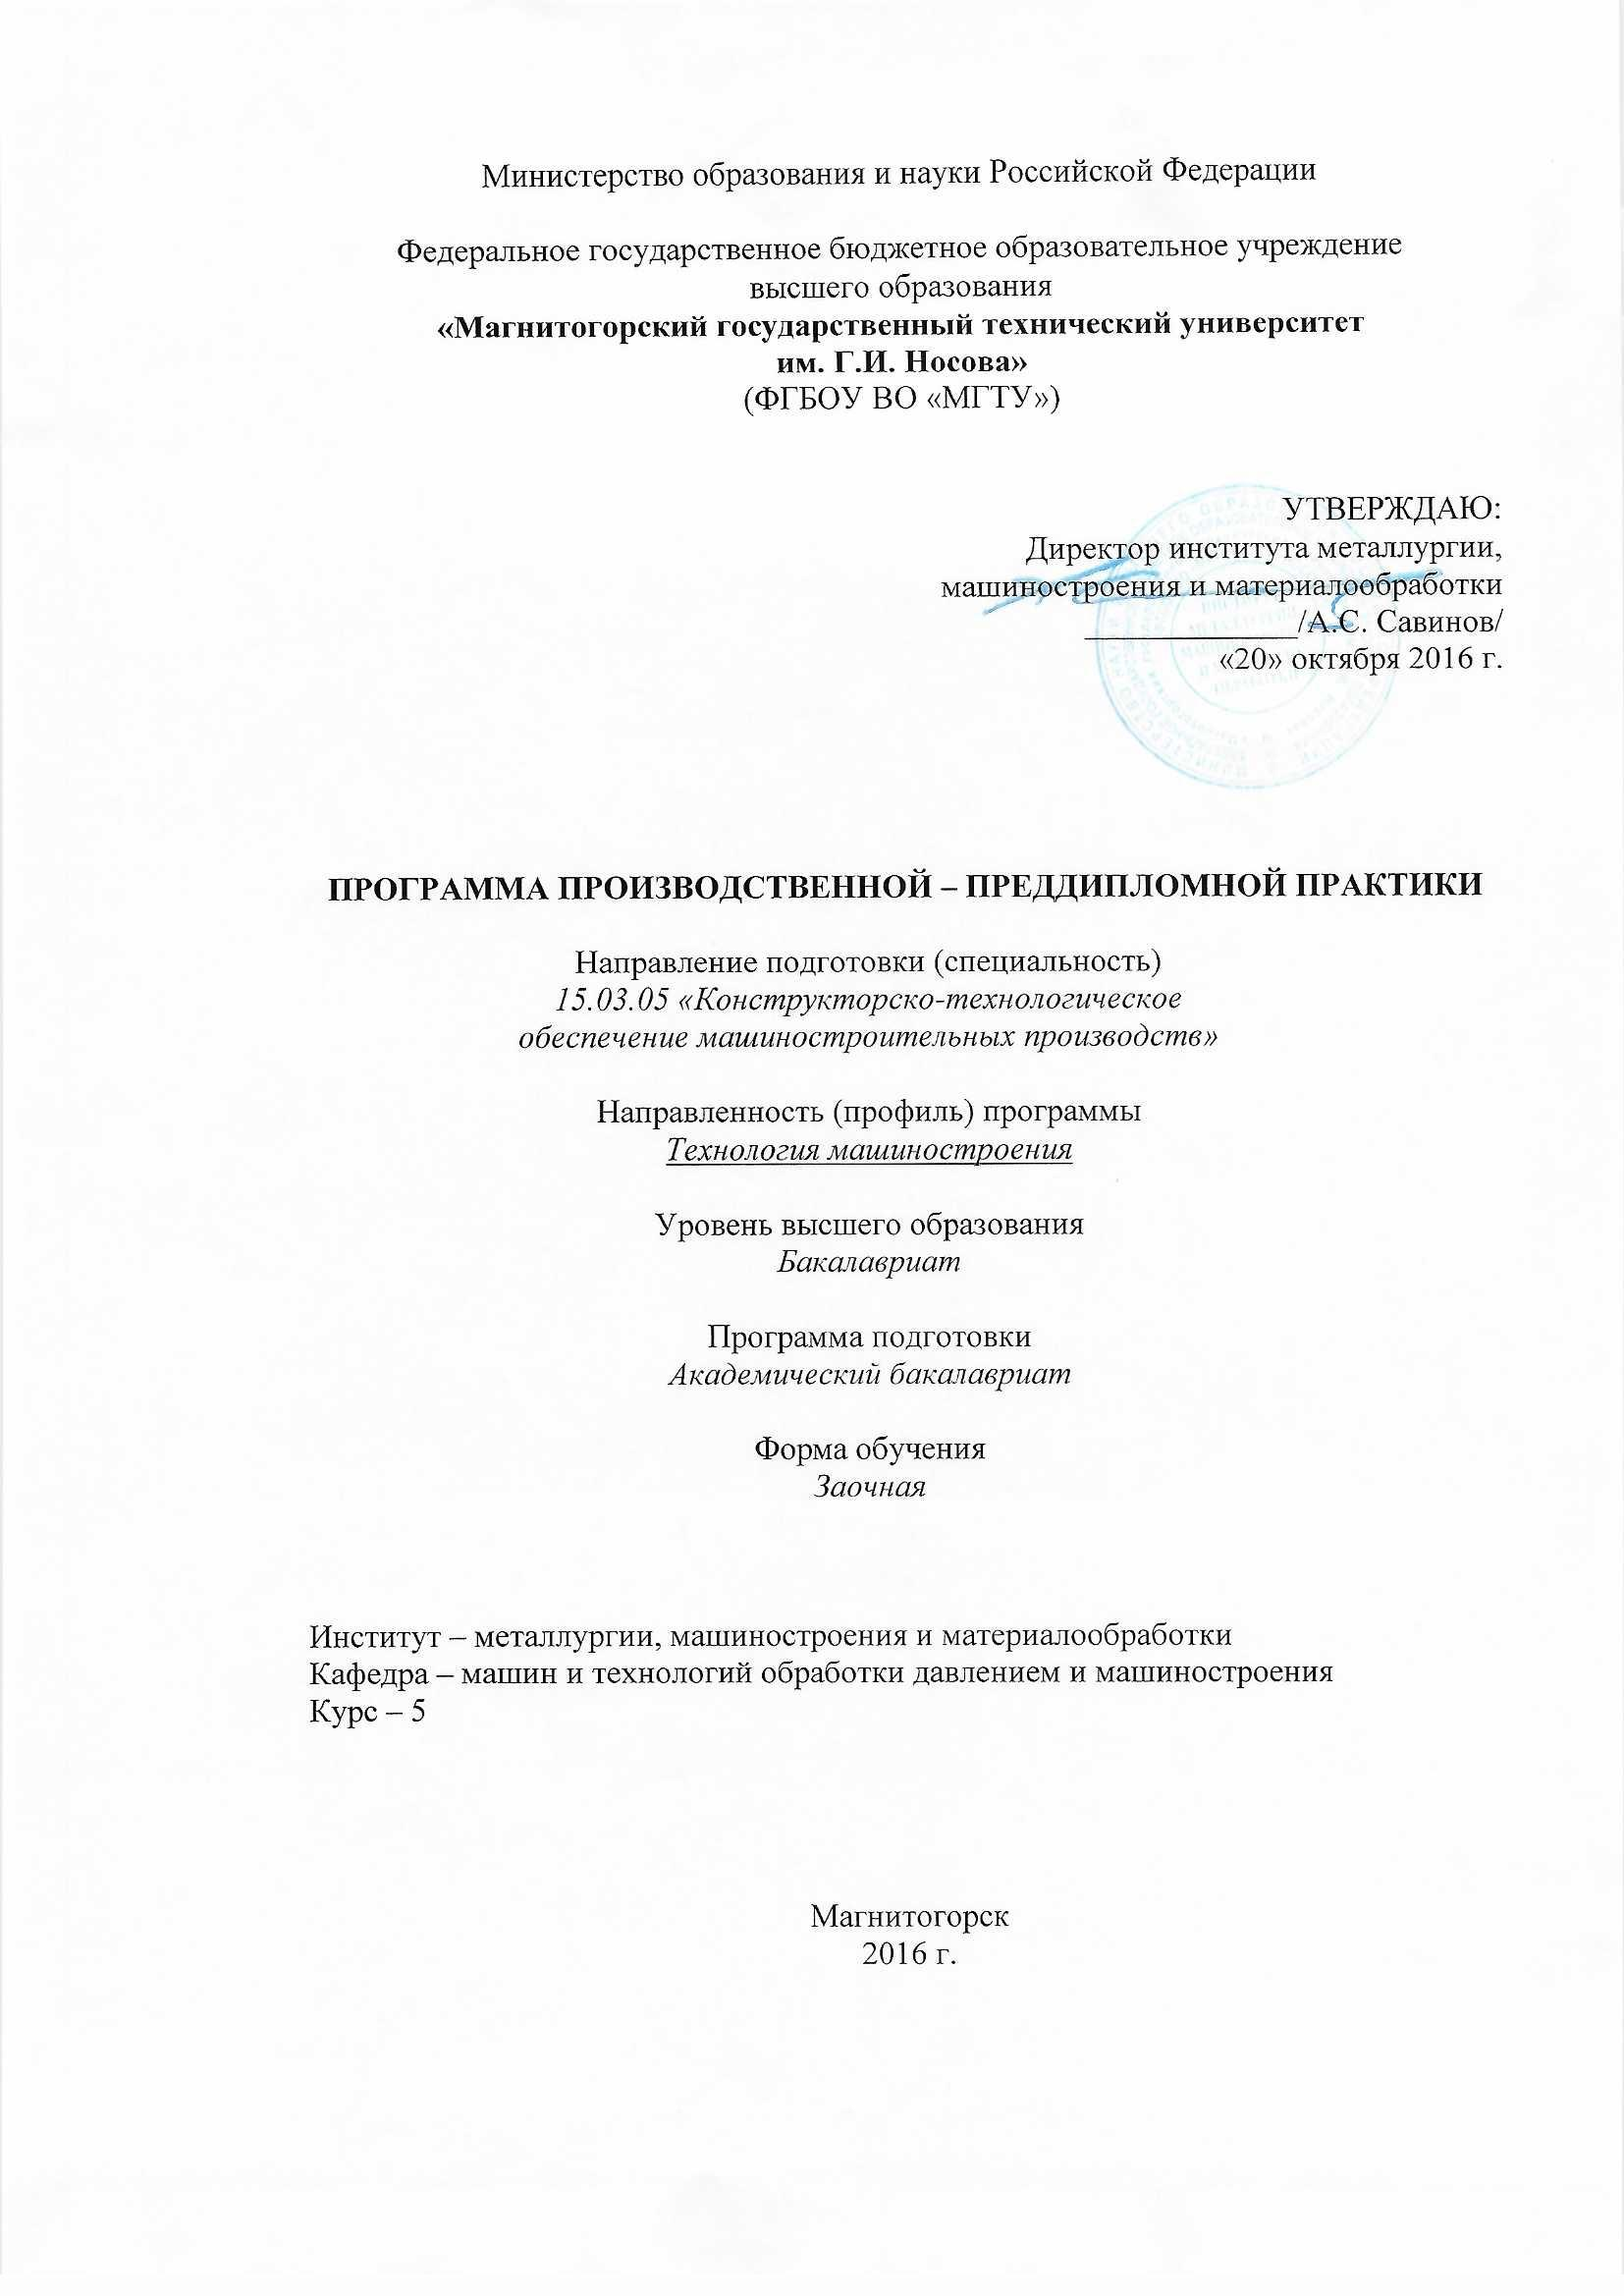 Министерство образования и науки Российской Федерации
Федеральное государственное бюджетное образовательное учреждение
высшего образования
«Магнитогорский государственный технический университет
им. Г.И. Носова»
(ФГБОУ ВО «МГТУ»)
УТВЕРЖДАЮ:
Директор института металлургии,
машиностроения и материалообработки
_____________/А.С. Савинов/
«20» октября 2016 г.
ПРОГРАММА ПРОИЗВОДСТВЕННОЙ – ПРЕДДИПЛОМНОЙ ПРАКТИКИ
Направление подготовки (специальность)
15.03.05 «Конструкторско-технологическое
обеспечение машиностроительных производств»
Направленность (профиль) программы
Технология машиностроения
Уровень высшего образования
Бакалавриат
Программа подготовки
Академический бакалавриат
Форма обучения
Заочная
Институт – металлургии, машиностроения и материалообработки
Кафедра – машин и технологий обработки давлением и машиностроения
Курс – 5
Магнитогорск
2016 г.